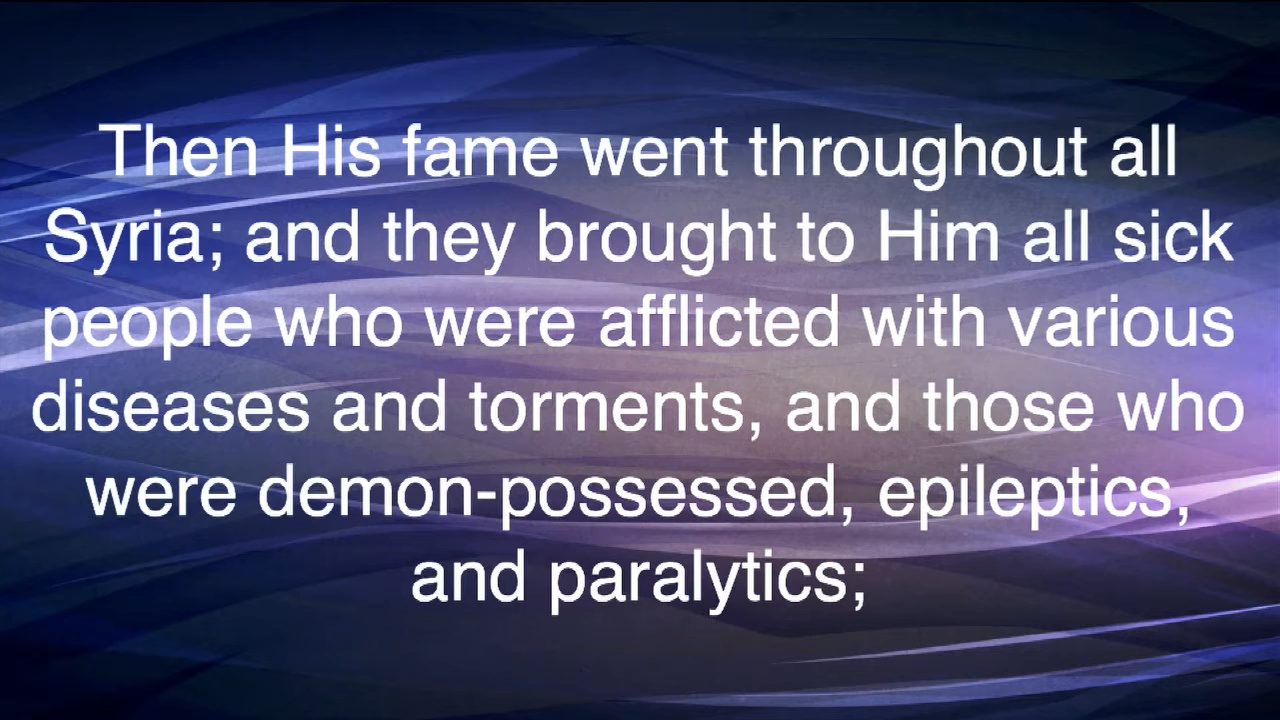 Then His fame went throughout all
Syria; and they brought to Him all sick
people who were afflicted with various
diseases and torments, and those who
were demon-possessed, epileptics,
and paralytics;